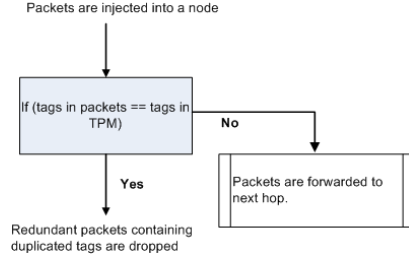 Packets are injected into a node
If (tags in packets == tags in
TPM)
No
Yes
Packets are forwarded to
next hop.
Redundant packets containing
duplicated tags are dropped